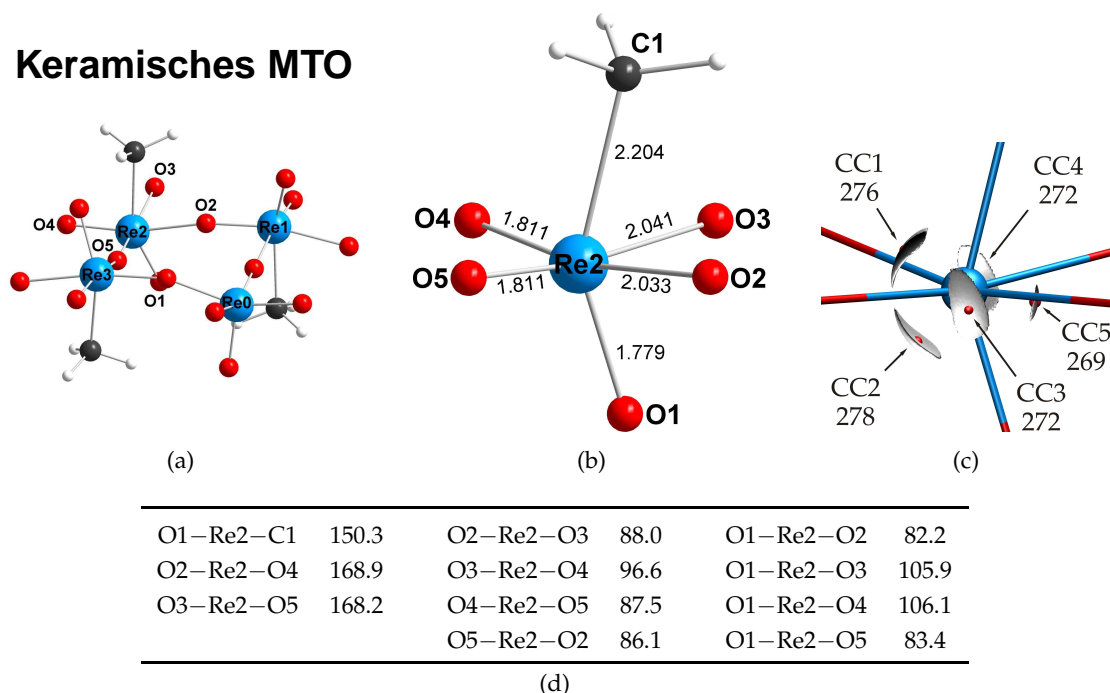 Keramisches MTO
O3
O4
Re2
O2
Re1
O5
Re3
O1
Re0
(a)
C1
2.204
O4
1.811
2.041
O3
Re2
O5
1.811
2.033
O2
1.779
O1
(b)
CC1
276
CC4
272
CC5
269
CC2
278
CC3
272
(c)
O1−Re2−C1 150.3 O2−Re2−O3 88.0 O1−Re2−O2 82.2
O2−Re2−O4 168.9 O3−Re2−O4 96.6 O1−Re2−O3 105.9
O3−Re2−O5 168.2 O4−Re2−O5 87.5 O1−Re2−O4 106.1
O5−Re2−O2 86.1 O1−Re2−O5 83.4
(d)